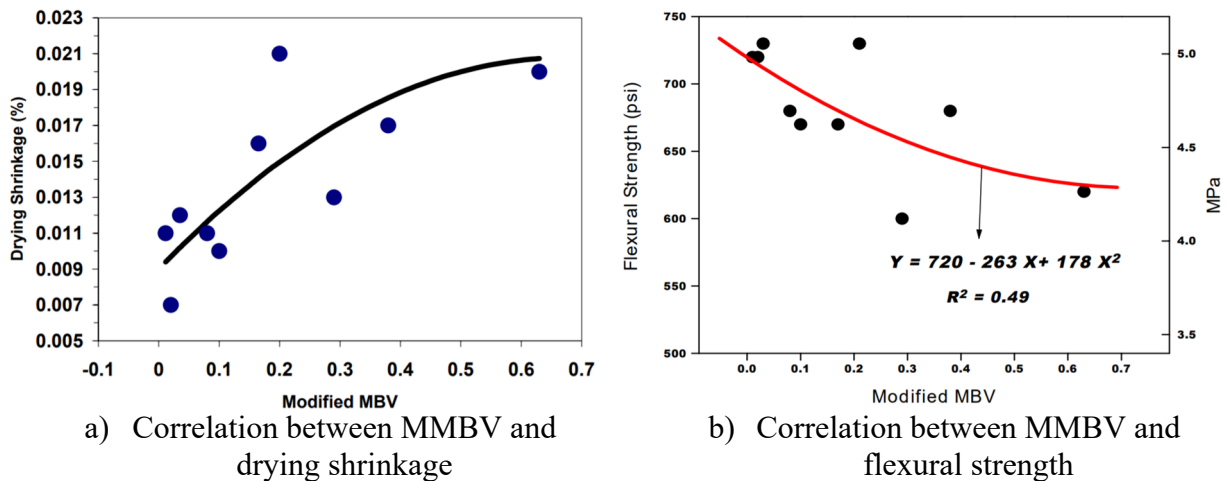 0.023
0.021
0.019
0.017
0.015
0.013
0.011
0.009
0.007
0.005
Drying Shrinkage (%)
-0.1 0 0.1 0.2 0.3 0.4 0.5 0.6 0.7
Modified MBV
a) Correlation between MMBV and
drying shrinkage
750
700
650
600
550
500
Flexural Strength (psi)
5.0
4.5
4.0
3.5
MPa
Y = 720 - 263 X+ 178 X²
R² = 0.49
0.0 0.1 0.2 0.3 0.4 0.5 0.6 0.7
Modified MBV
b) Correlation between MMBV and
flexural strength